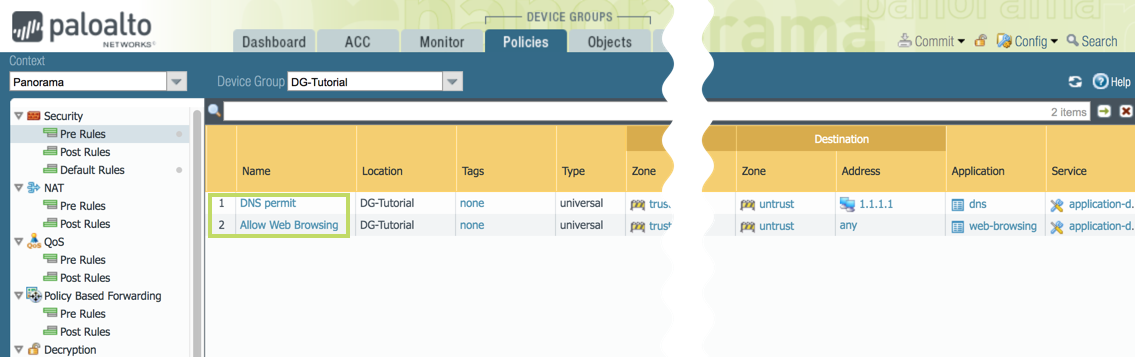 DEVICE GROUPS
paloalto
NETWORKS®
Dashboard ACC Monitor Policies Objects
Commit Config Search
Context
Panorama Device Group DG-Tutorial Help
2 items
Security
Pre Rules
Post Rules
Default Rules
NAT
Pre Rules
Post Rules
QoS
Pre Rules
Post Rules
Policy Based Forwarding
Pre Rules
Post Rules
Decryption
Destination
Name Location Tags Type Zone Zone Address Application Service
1 DNS permit DG-Tutorial none universal trus. untrust 1.1.1.1 dns application-d.
2 Allow Web Browsing DG-Tutorial none universal trust untrust any web-browsing application-d.
panorama